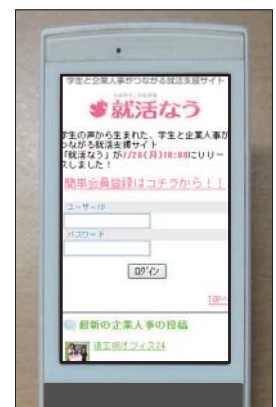 学生と企業人事がつながる就活支援サイト
就活なう
学生の声から生まれた、学生と企業人事が
つながる就活支援サイト
「就活なう」が7/26(月)10:00にリリー
スしました！
簡単会員登録はコチラから！！
ユーザーID
パスワード
ログイン
TOPへ
最新の企業人事の投稿